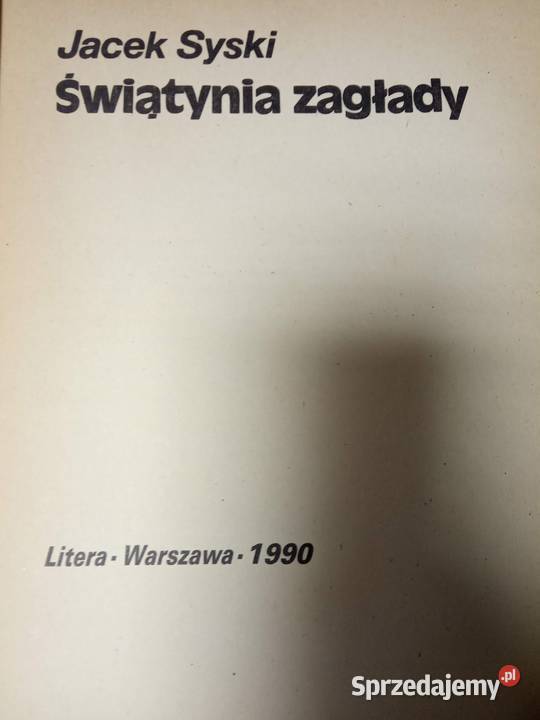 Jacek Syski
Świątynia zagłady
Litera · Warszawa · 1990
Sprzedajemy.pl